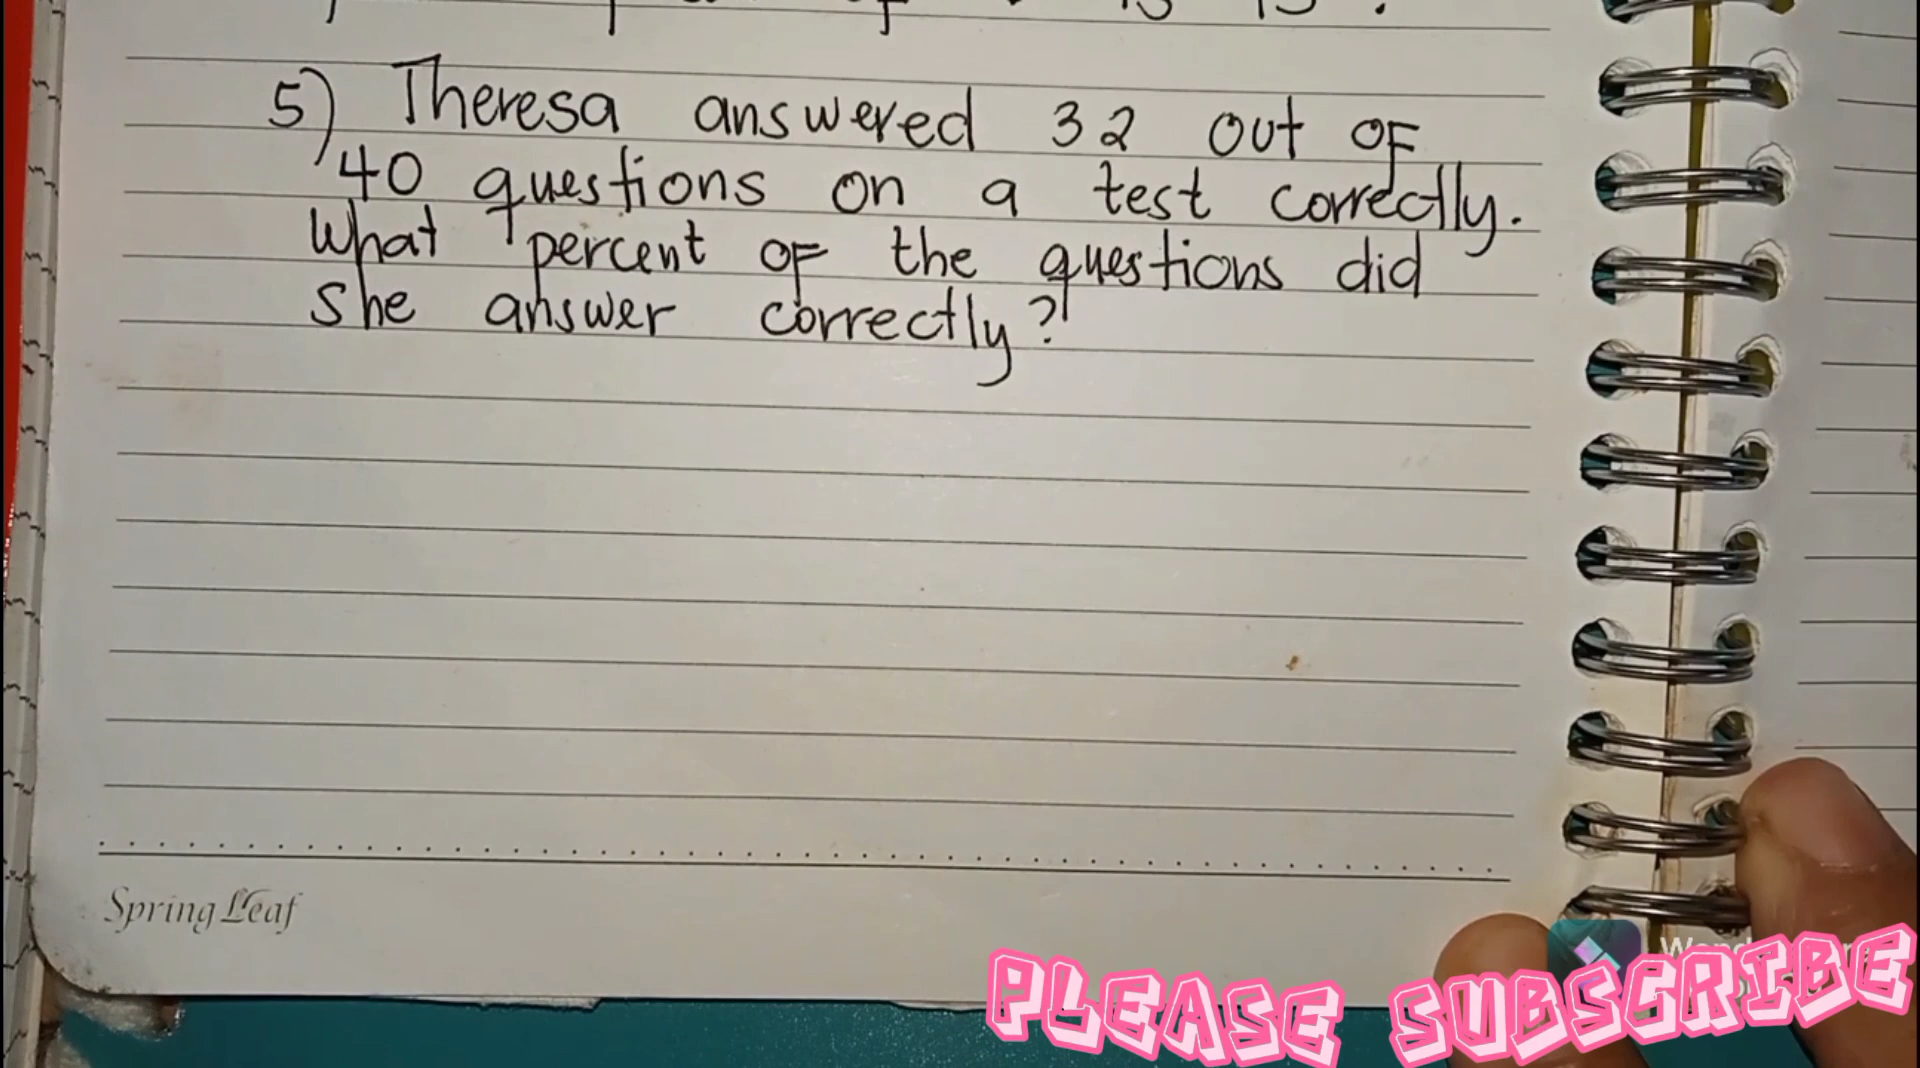 5) Theresa answered 32 out of
40 questions on a test correctly.
What percent of the questions did
she answer correctly?
Spring Leaf
PLEASE SUBSCRIBE